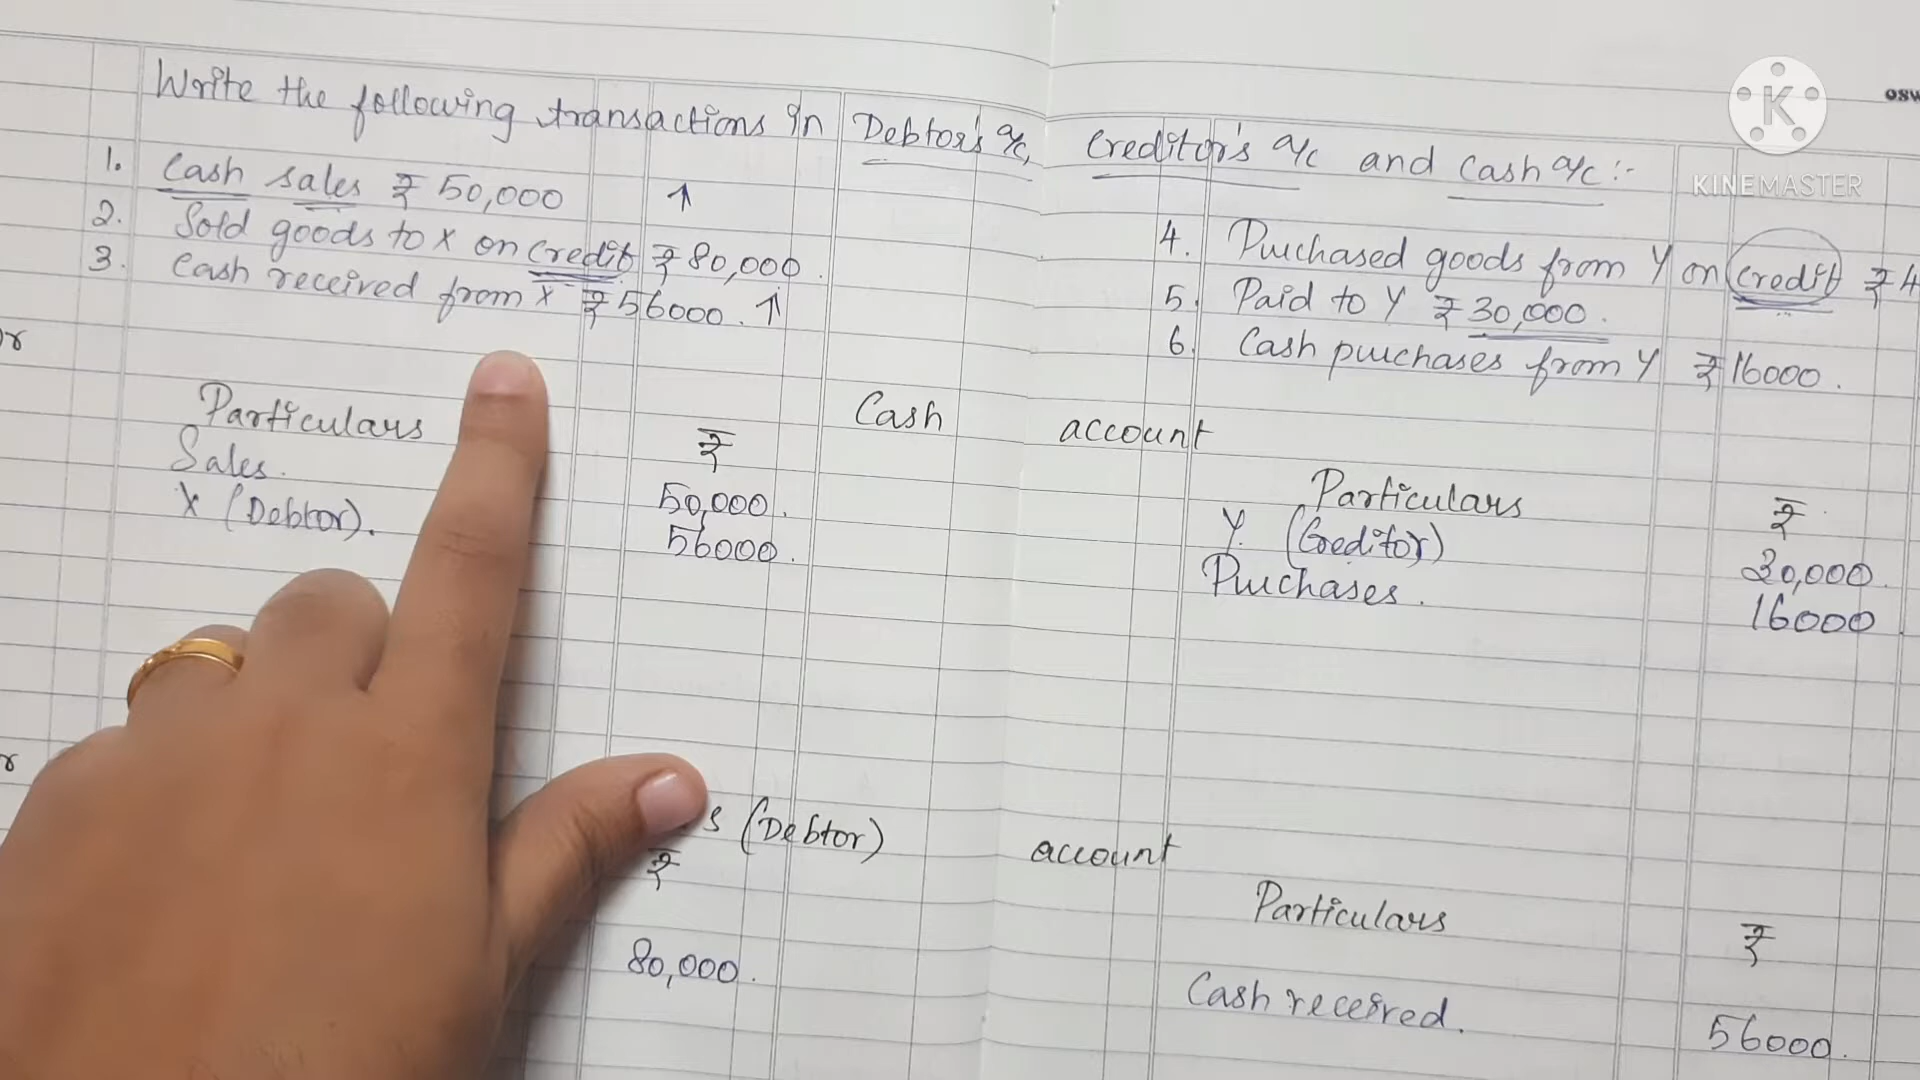 Write the following transactions in Debtor's a/c, Creditor's a/c and Cash a/c :-
1. Cash sales ₹ 50,000 ↑
2. Sold goods to X on credit ₹ 80,000.
3. Cash received from X ₹ 56000. ↑
4. Purchased goods from Y on credit ₹ 4
5. Paid to Y ₹ 30,000.
6. Cash purchases from Y ₹ 16000.
Cash account
Particulars ₹
Sales. 50,000.
X (Debtor). 56000.
Particulars ₹
Y. (Creditor) 30,000.
Purchases. 16000
s (Debtor) account
₹
80,000.
Particulars ₹
Cash received. 56000.
KINEMASTER
K